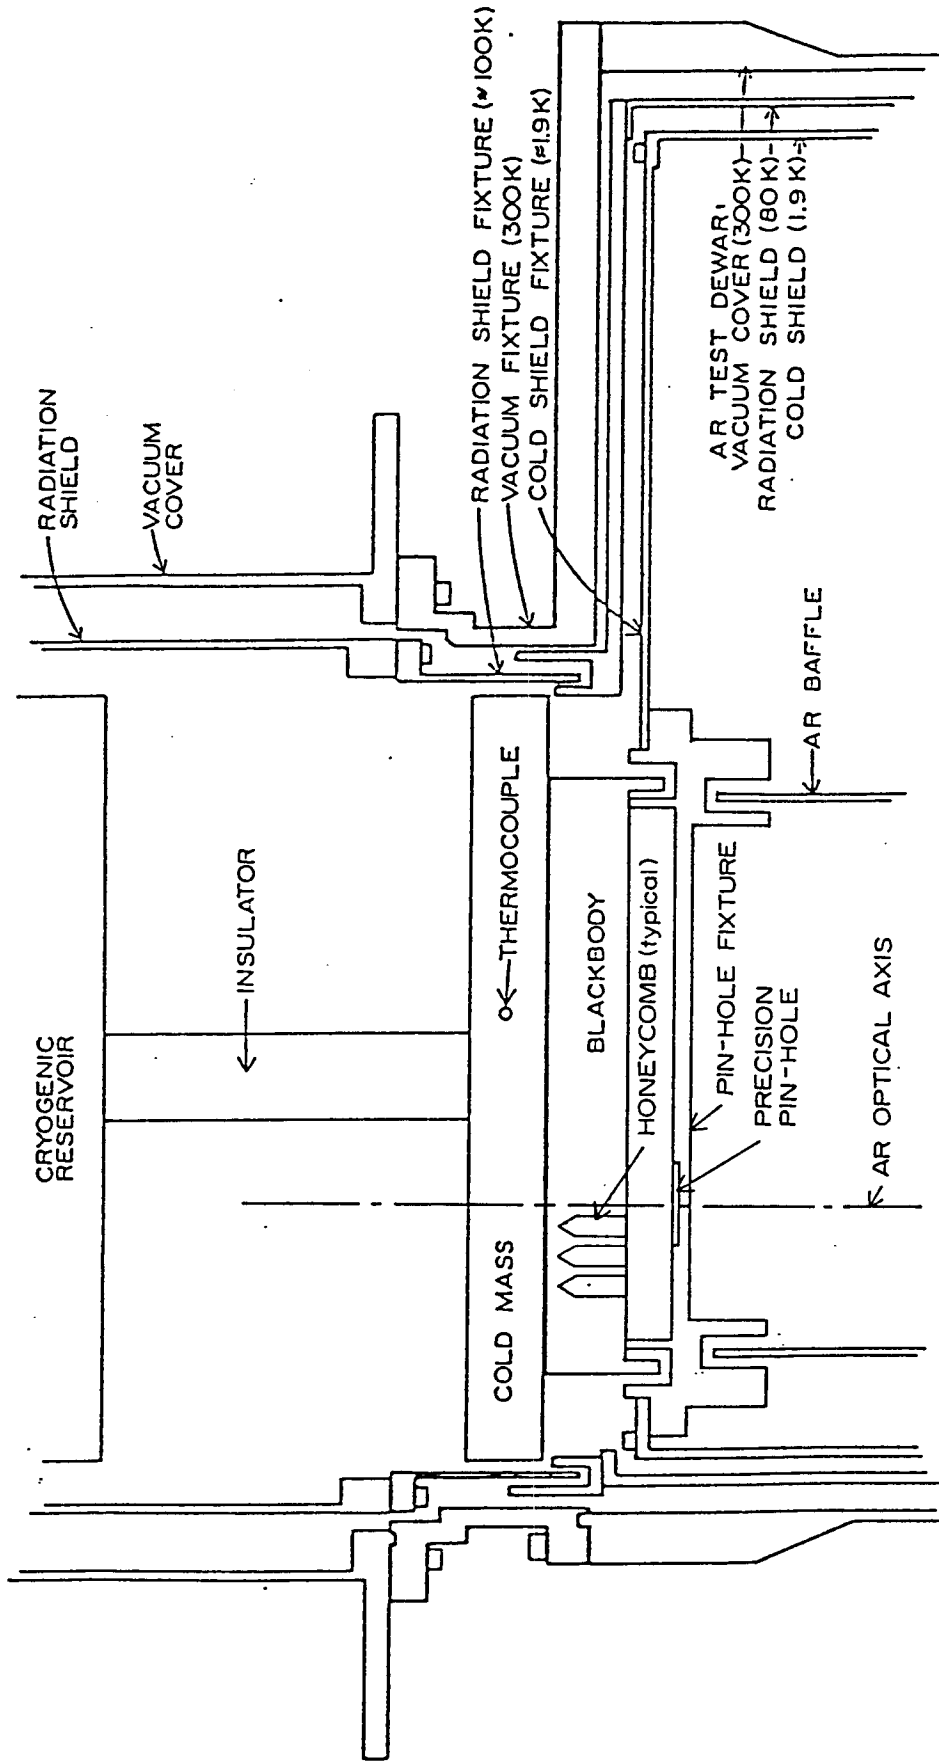 RADIATION
SHIELD
VACUUM
COVER
RADIATION SHIELD FIXTURE (≈100K)
VACUUM FIXTURE (300K)
COLD SHIELD FIXTURE (≈1.9K)
CRYOGENIC
RESERVOIR
INSULATOR
THERMOCOUPLE
COLD MASS
BLACKBODY
HONEYCOMB (typical)
PIN-HOLE FIXTURE
PRECISION
PIN-HOLE
AR OPTICAL AXIS
AR BAFFLE
AR TEST DEWAR:
VACUUM COVER (300K)
RADIATION SHIELD (80K)
COLD SHIELD (1.9K)